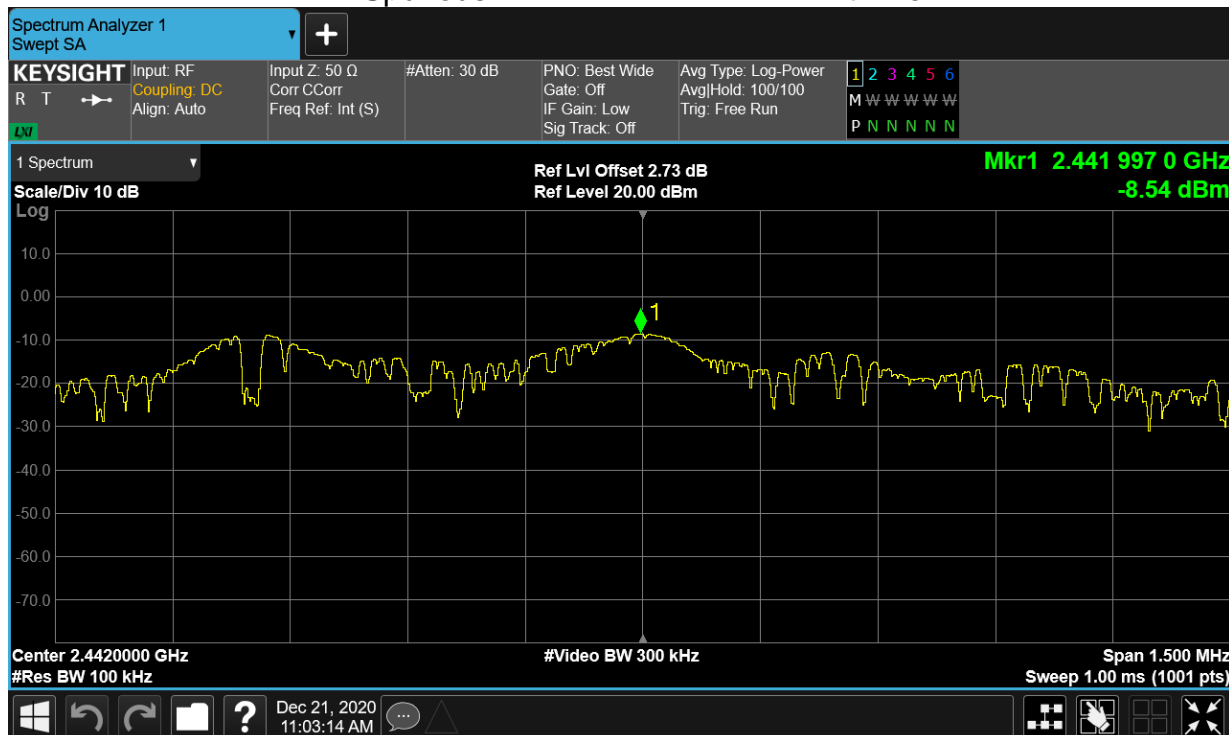 Spectrum Analyzer 1
Swept SA
KEYSIGHT
R T
LXI
Input: RF
Coupling: DC
Align: Auto
Input Z: 50 Ω
Corr CCorr
Freq Ref: Int (S)
#Atten: 30 dB
PNO: Best Wide
Gate: Off
IF Gain: Low
Sig Track: Off
Avg Type: Log-Power
Avg|Hold: 100/100
Trig: Free Run
1 2 3 4 5 6
M W W W W W
P N N N N N
1 Spectrum
Scale/Div 10 dB
Log
Ref Lvl Offset 2.73 dB
Ref Level 20.00 dBm
Mkr1 2.441 997 0 GHz
-8.54 dBm
10.0
0.00
1
-10.0
-20.0
-30.0
-40.0
-50.0
-60.0
-70.0
Center 2.4420000 GHz
#Res BW 100 kHz
#Video BW 300 kHz
Span 1.500 MHz
Sweep 1.00 ms (1001 pts)
?
Dec 21, 2020
11:03:14 AM